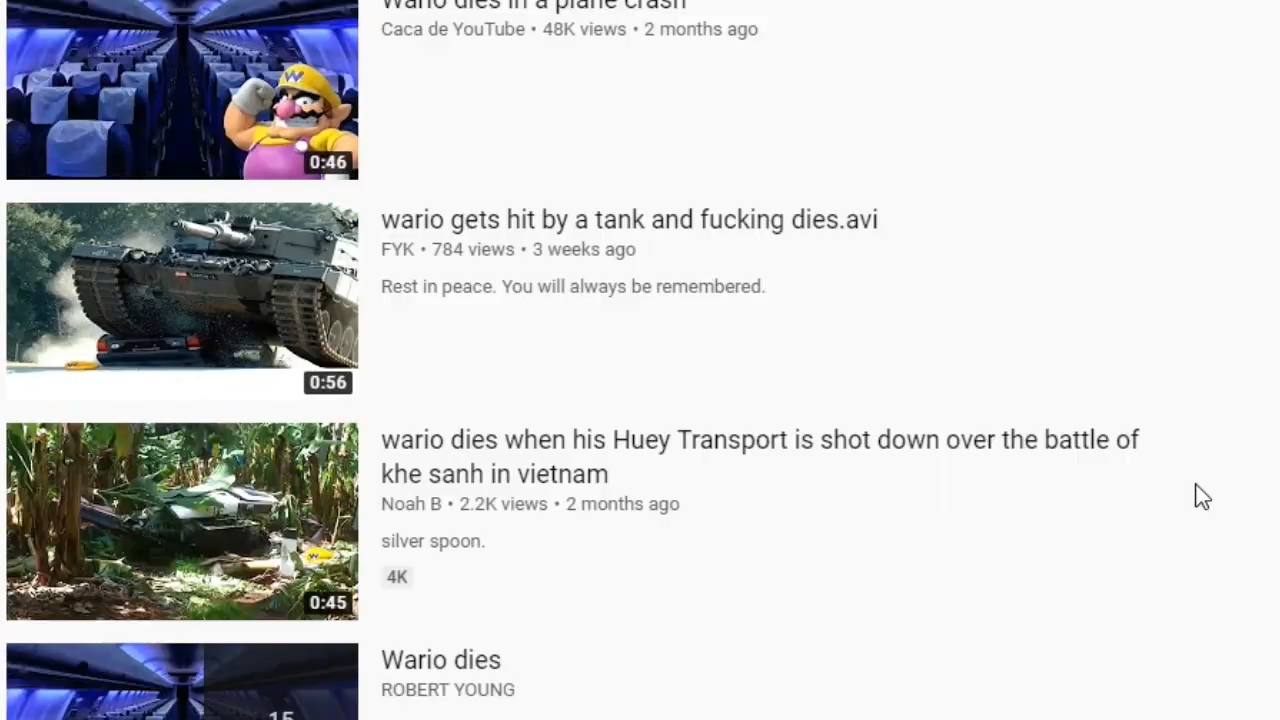 Wario dies in a plane crash
Caca de YouTube • 48K views • 2 months ago
W
0:46
wario gets hit by a tank and fucking dies.avi
FYK • 784 views • 3 weeks ago
Rest in peace. You will always be remembered.
0:56
wario dies when his Huey Transport is shot down over the battle of
khe sanh in vietnam
Noah B • 2.2K views • 2 months ago
silver spoon.
4K
0:45
Wario dies
ROBERT YOUNG
15